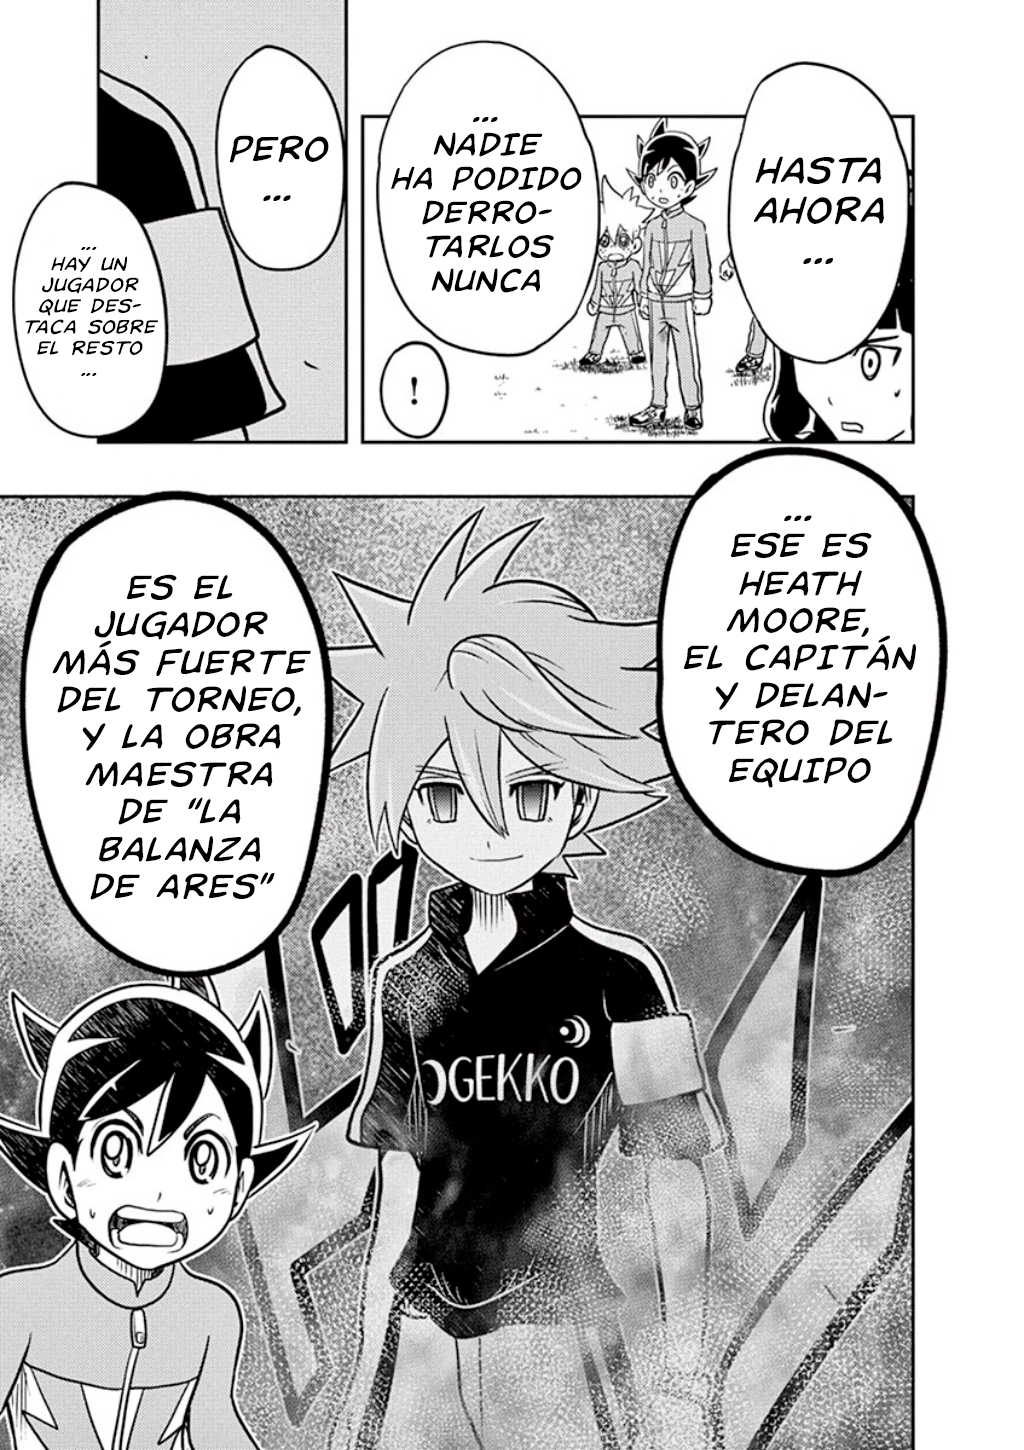 HASTA
AHORA
...
...
NADIE
HA PODIDO
DERRO-
TARLOS
NUNCA
!
PERO
...
...
HAY UN
JUGADOR
QUE DES-
TACA SOBRE
EL RESTO
...
...
ESE ES
HEATH
MOORE,
EL CAPITÁN
Y DELAN-
TERO DEL
EQUIPO
ES EL
JUGADOR
MÁS FUERTE
DEL TORNEO,
Y LA OBRA
MAESTRA
DE "LA
BALANZA
DE ARES"
OGEKKO